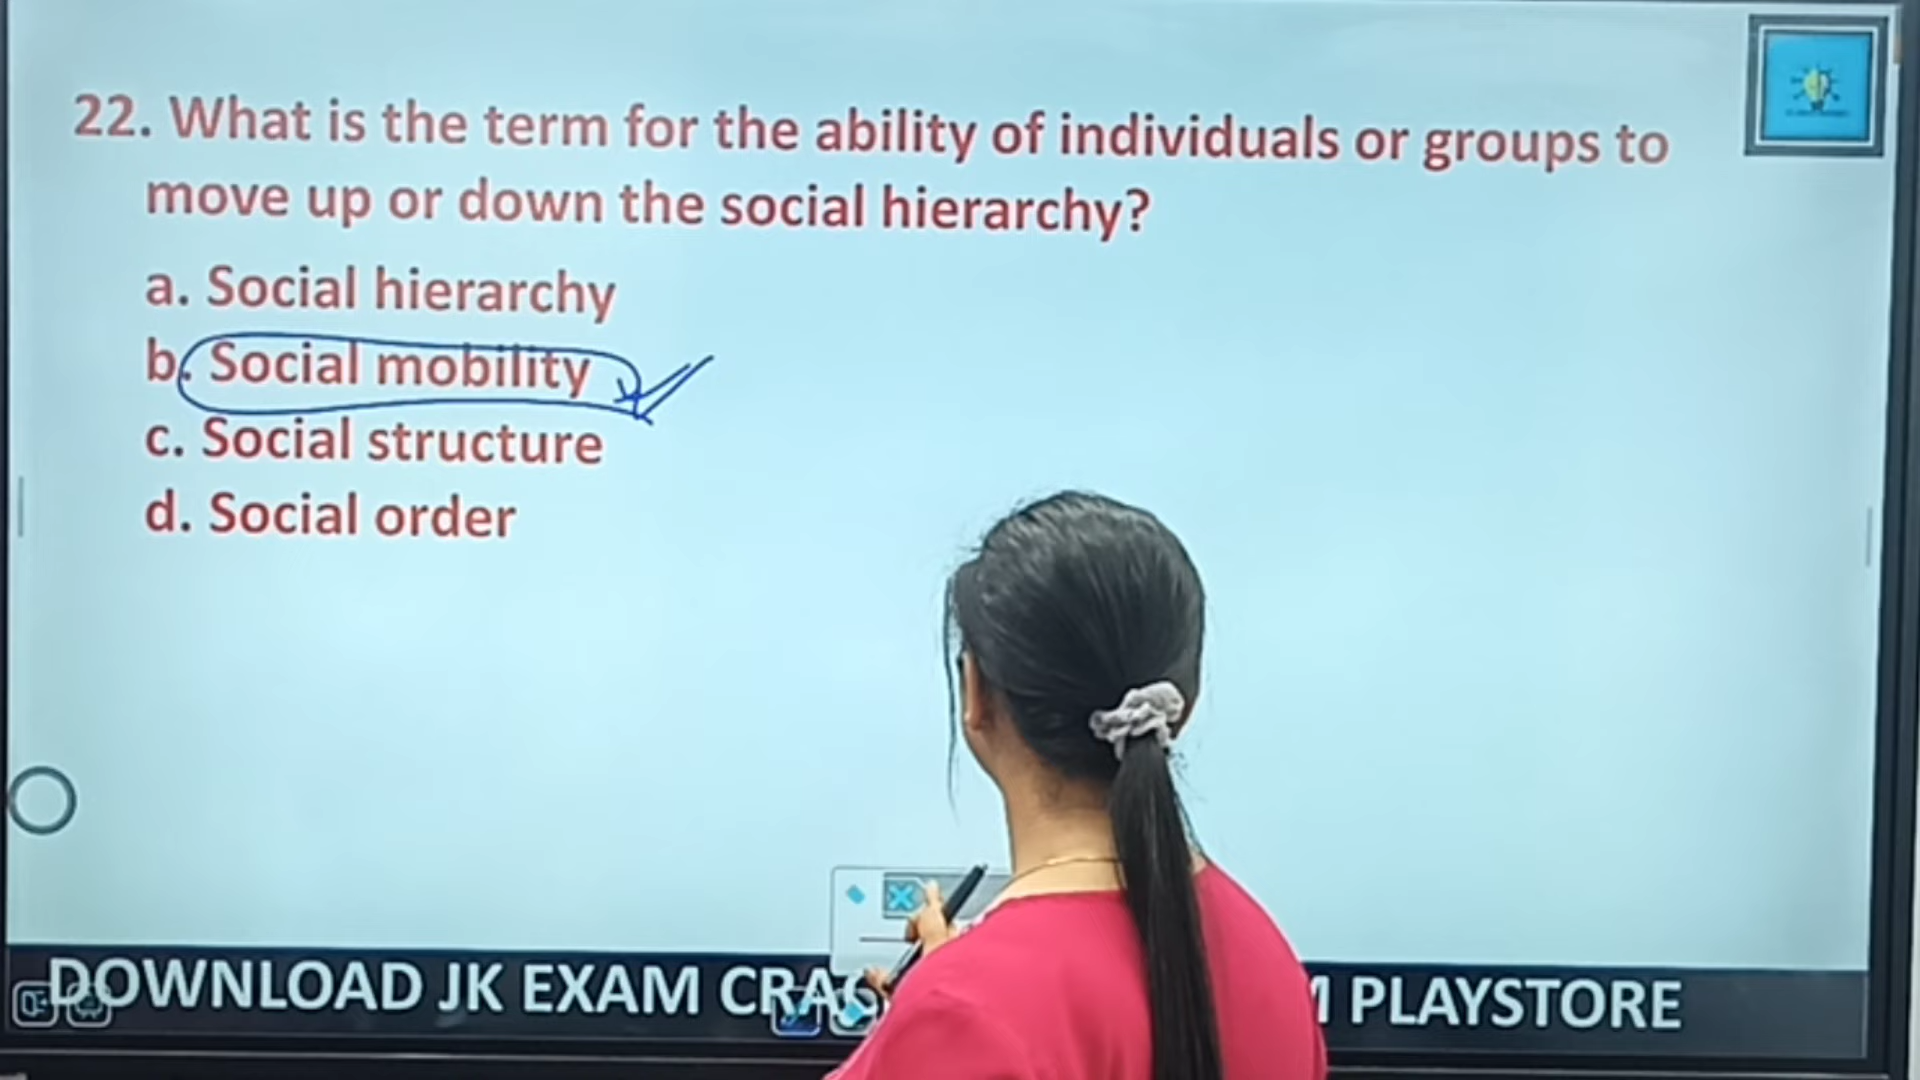 22. What is the term for the ability of individuals or groups to
move up or down the social hierarchy?
a. Social hierarchy
b. Social mobility
c. Social structure
d. Social order
DOWNLOAD JK EXAM PLAYSTORE